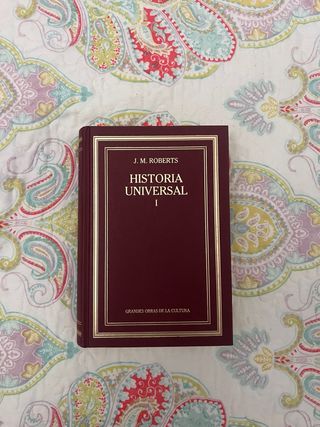 J. M. ROBERTS
HISTORIA
UNIVERSAL
I
GRANDES OBRAS DE LA CULTURA